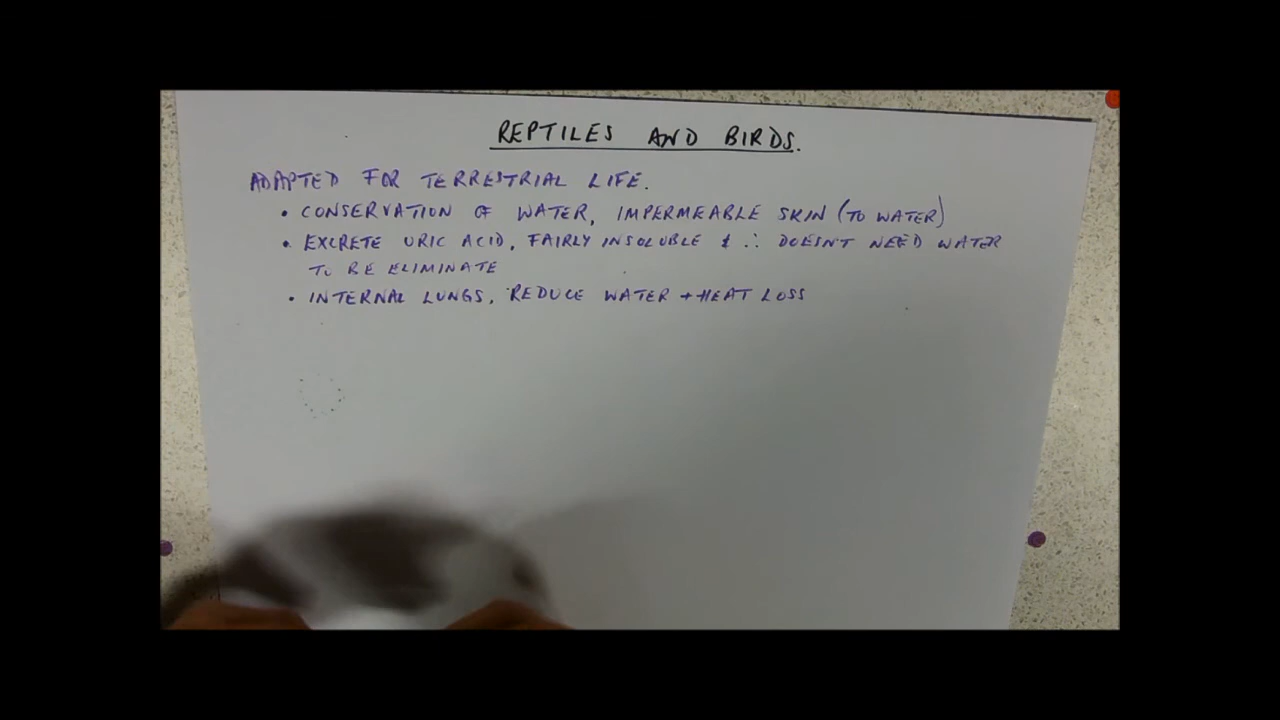 REPTILES AND BIRDS.
ADAPTED FOR TERRESTRIAL LIFE.
• CONSERVATION OF WATER, IMPERMEABLE SKIN (TO WATER)
• EXCRETE URIC ACID, FAIRLY INSOLUBLE & ∴ DOESN'T NEED WATER
TO BE ELIMINATE
• INTERNAL LUNGS, REDUCE WATER + HEAT LOSS